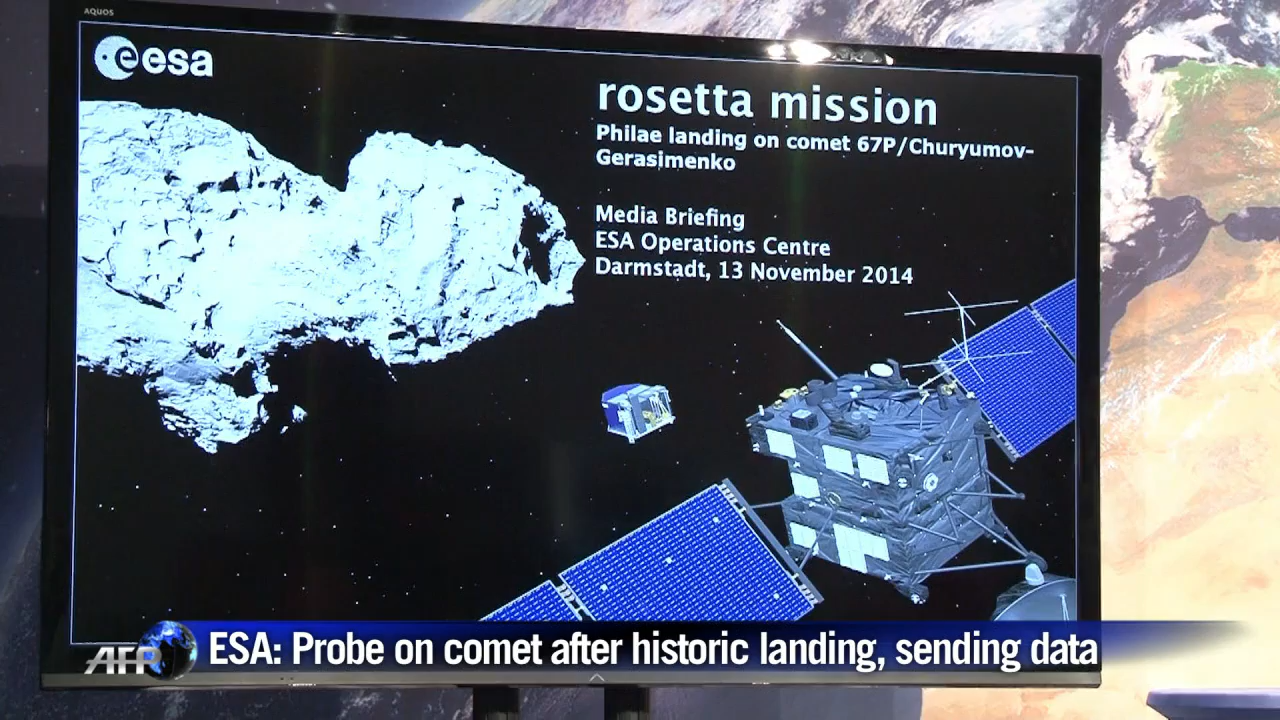 AQUOS
esa
rosetta mission
Philae landing on comet 67P/Churyumov-
Gerasimenko
Media Briefing
ESA Operations Centre
Darmstadt, 13 November 2014
AFP
ESA: Probe on comet after historic landing, sending data